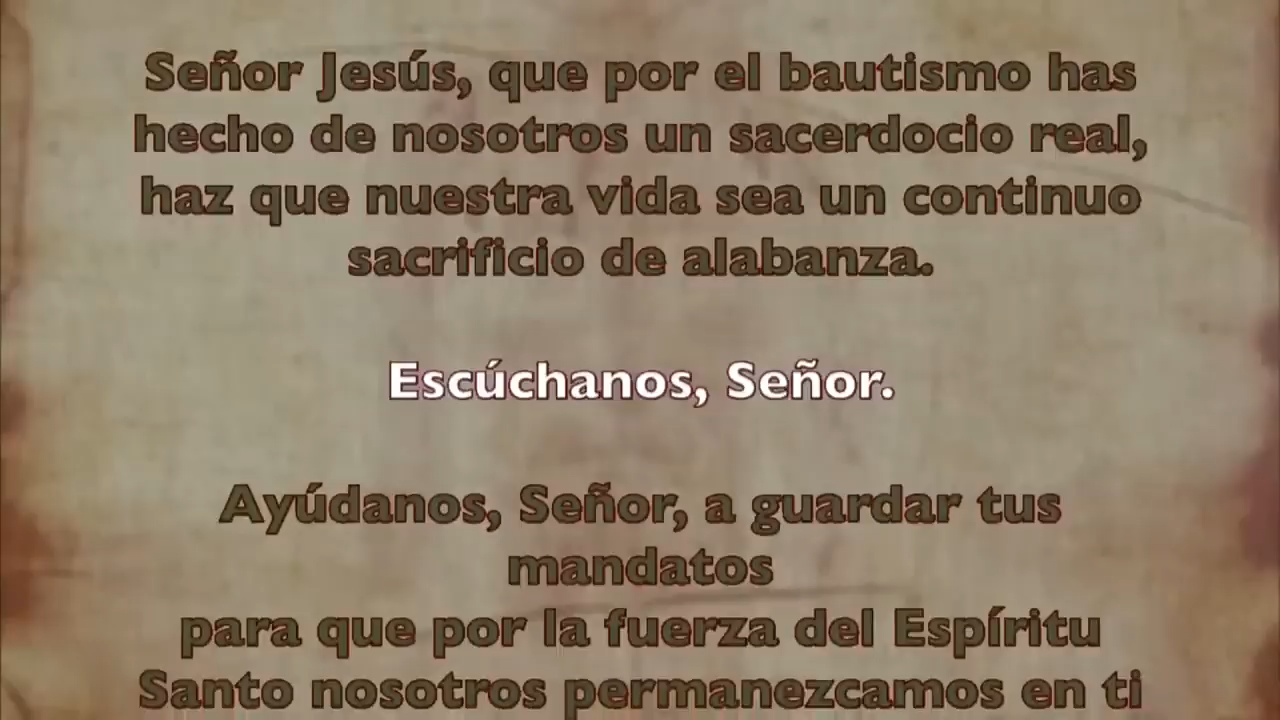 Señor Jesús, que por el bautismo has
hecho de nosotros un sacerdocio real,
haz que nuestra vida sea un continuo
sacrificio de alabanza.
Escúchanos, Señor.
Ayúdanos, Señor, a guardar tus
mandatos
para que por la fuerza del Espíritu
Santo nosotros permanezcamos en ti